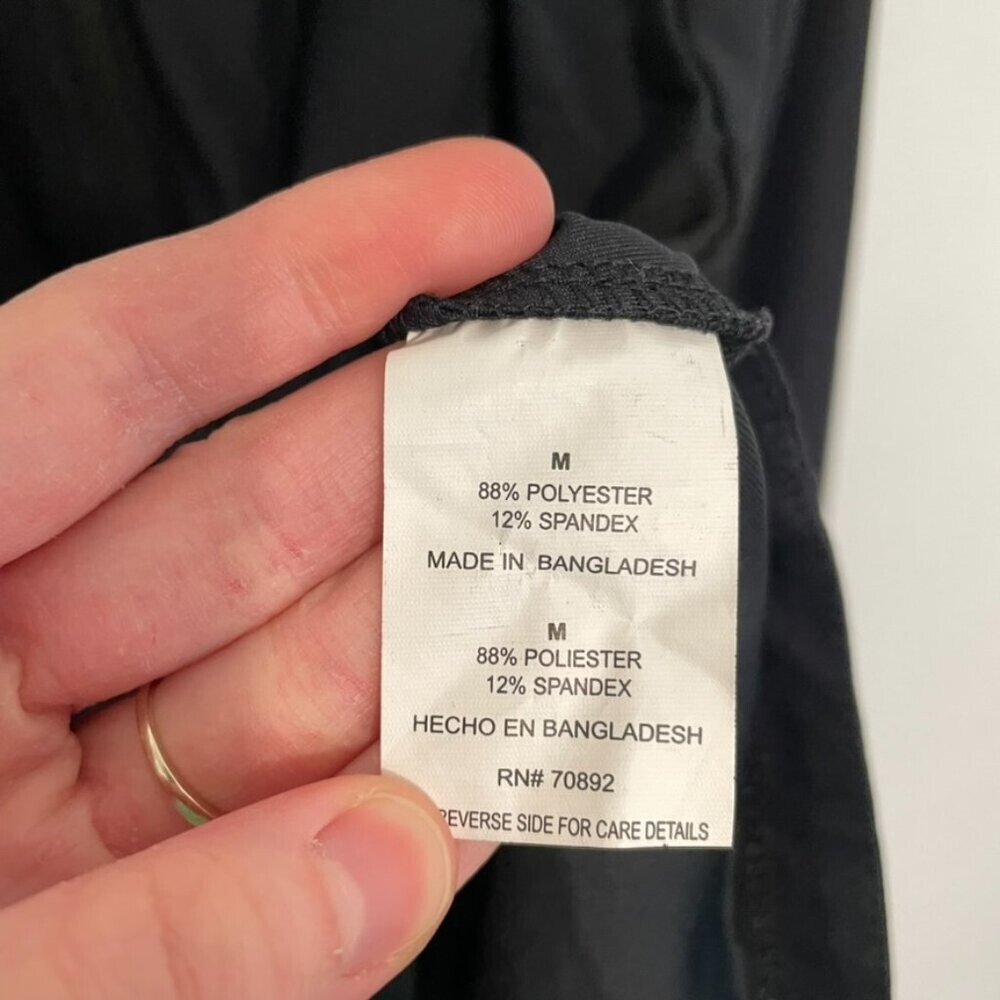 M
88% POLYESTER
12% SPANDEX
MADE IN BANGLADESH
M
88% POLIESTER
12% SPANDEX
HECHO EN BANGLADESH
RN# 70892
EVERSE SIDE FOR CARE DETAILS